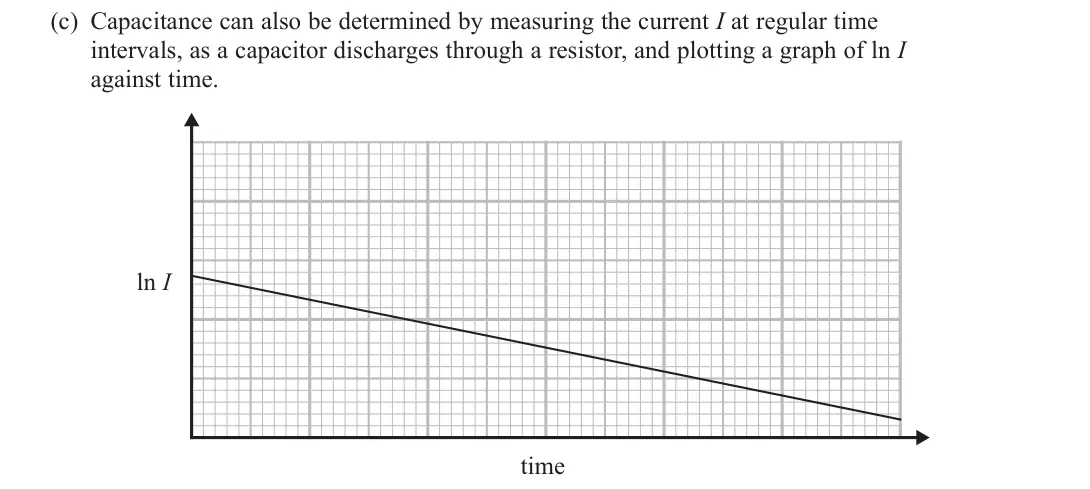 (c) Capacitance can also be determined by measuring the current I at regular time
intervals, as a capacitor discharges through a resistor, and plotting a graph of ln I
against time.
ln I
time